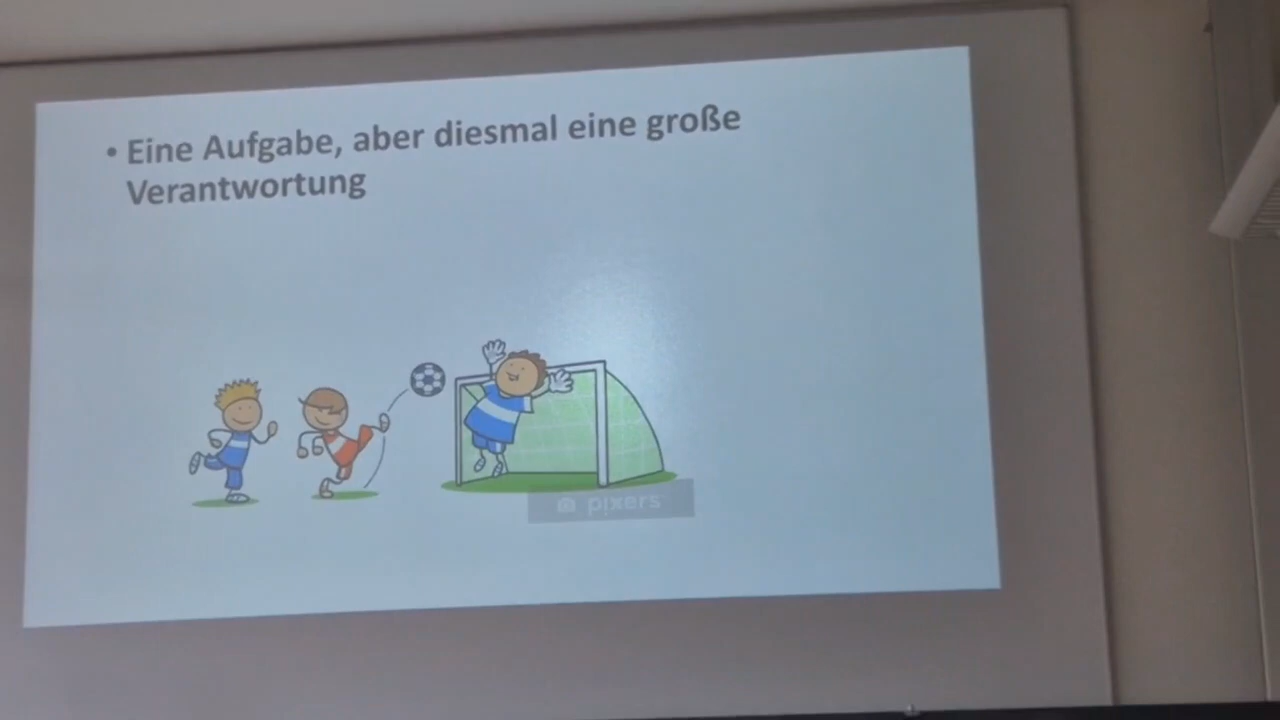 • Eine Aufgabe, aber diesmal eine große
Verantwortung
pixers